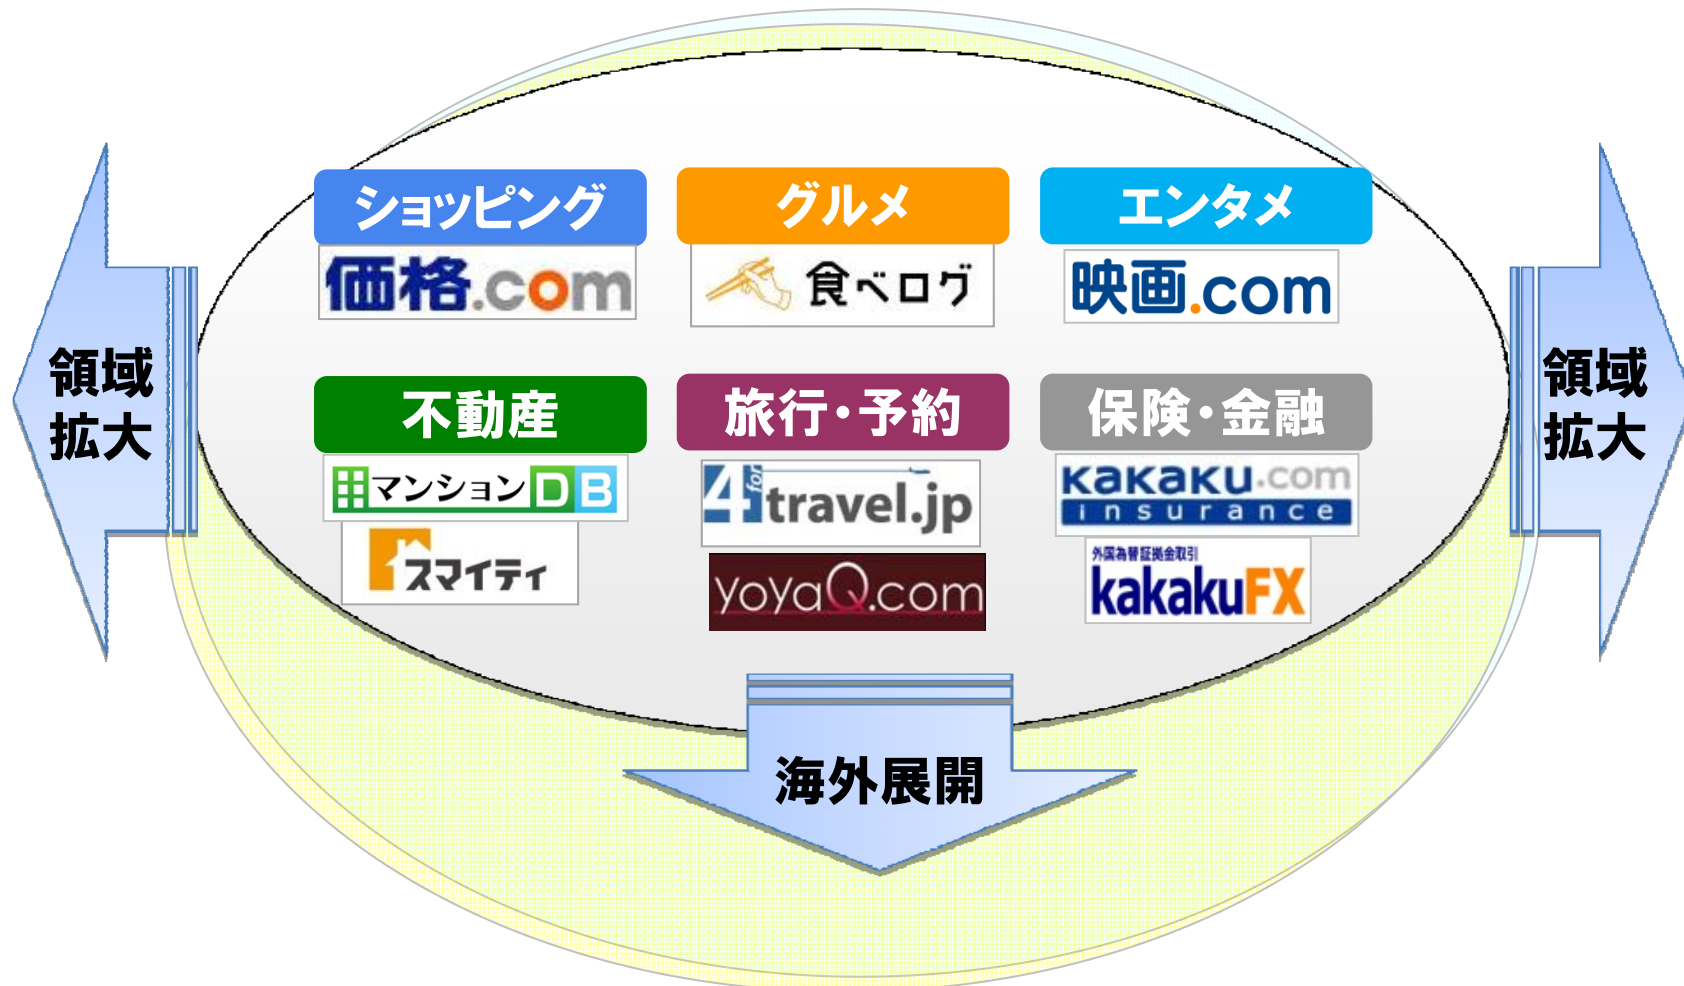 ショッピング
グルメ
エンタメ
価格.com
食べログ
映画.com
領域
拡大
領域
拡大
不動産
旅行・予約
保険・金融
マンションDB
スマイティ
4for travel.jp
yoyaQ.com
kakaku.com
insurance
外国為替証拠金取引
kakakuFX
海外展開